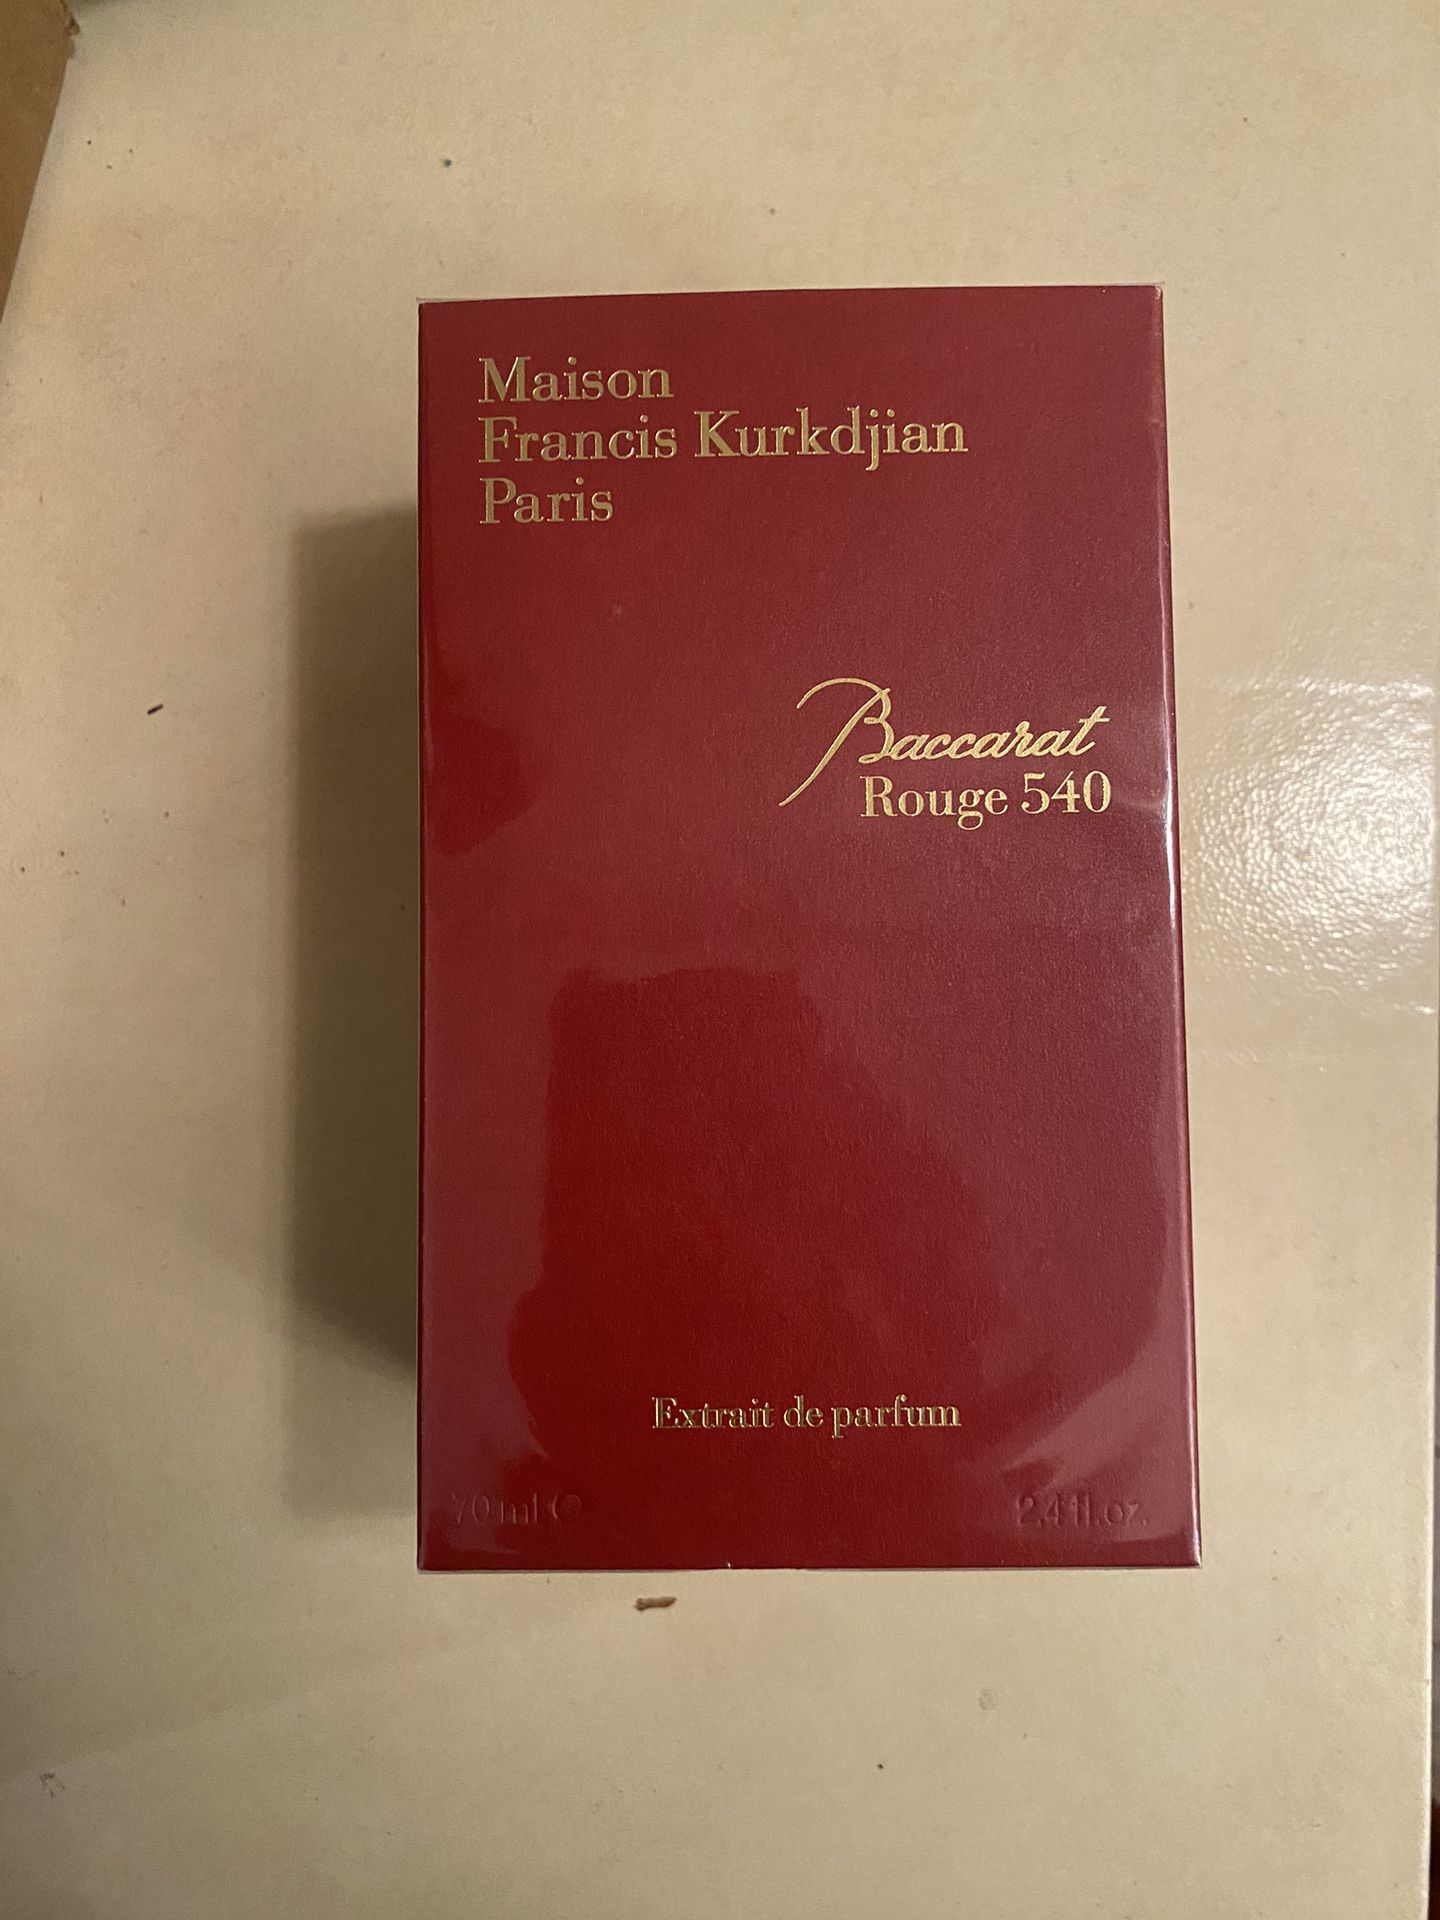 Maison
Francis Kurkdjian
Paris
Baccarat
Rouge 540
Extrait de parfum
70 ml ℮ 2,4 fl.oz.